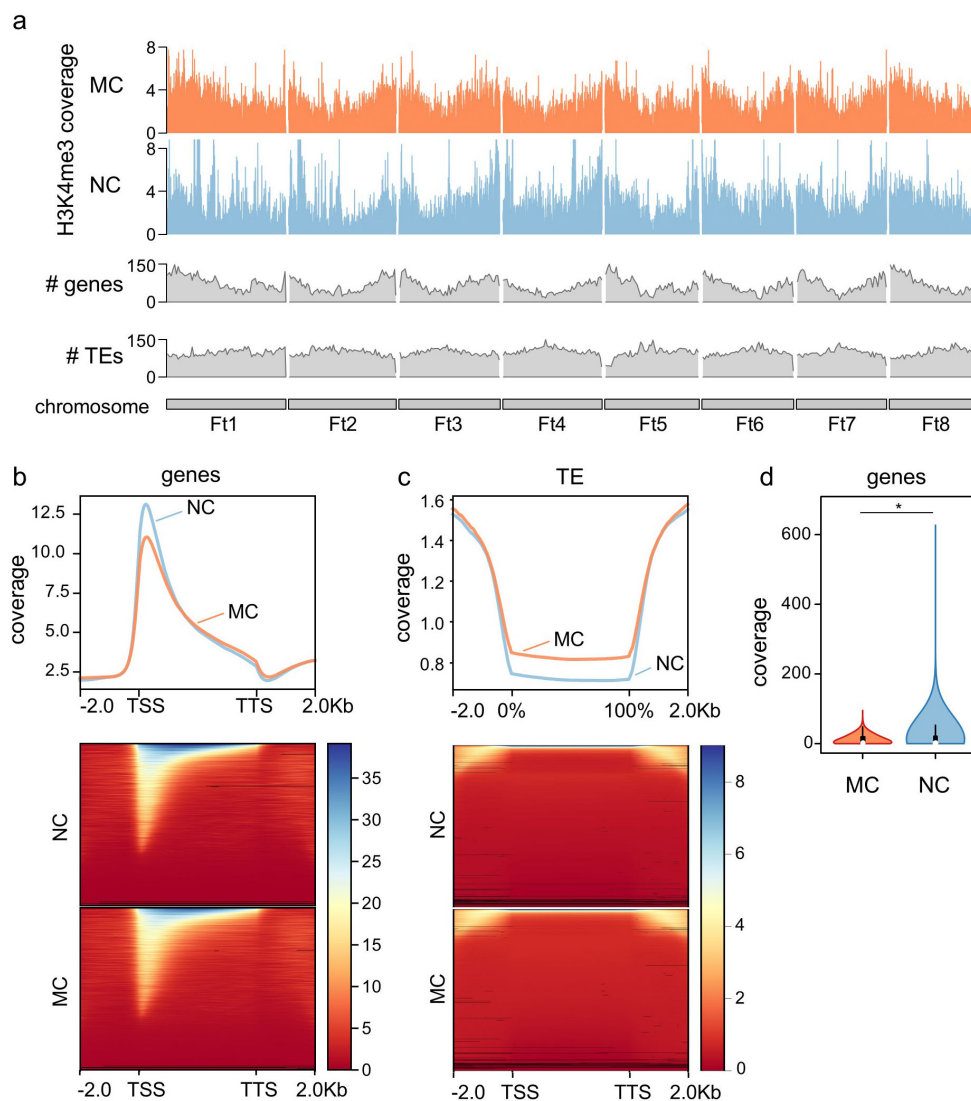 a
H3K4me3 coverage
MC
8
4
0
NC
8
4
0
# genes
150
0
# TEs
150
0
chromosome
Ft1 Ft2 Ft3 Ft4 Ft5 Ft6 Ft7 Ft8
b
genes
coverage
12.5
10.0
7.5
5.0
2.5
NC
MC
-2.0 TSS TTS 2.0Kb
NC
MC
35
30
25
20
15
10
5
0
-2.0 TSS TTS 2.0Kb
c
TE
coverage
1.6
1.4
1.2
1.0
0.8
MC
NC
-2.0 0% 100% 2.0Kb
NC
MC
8
6
4
2
0
-2.0 TSS TTS 2.0Kb
d
genes
coverage
600
400
200
0
*
MC NC